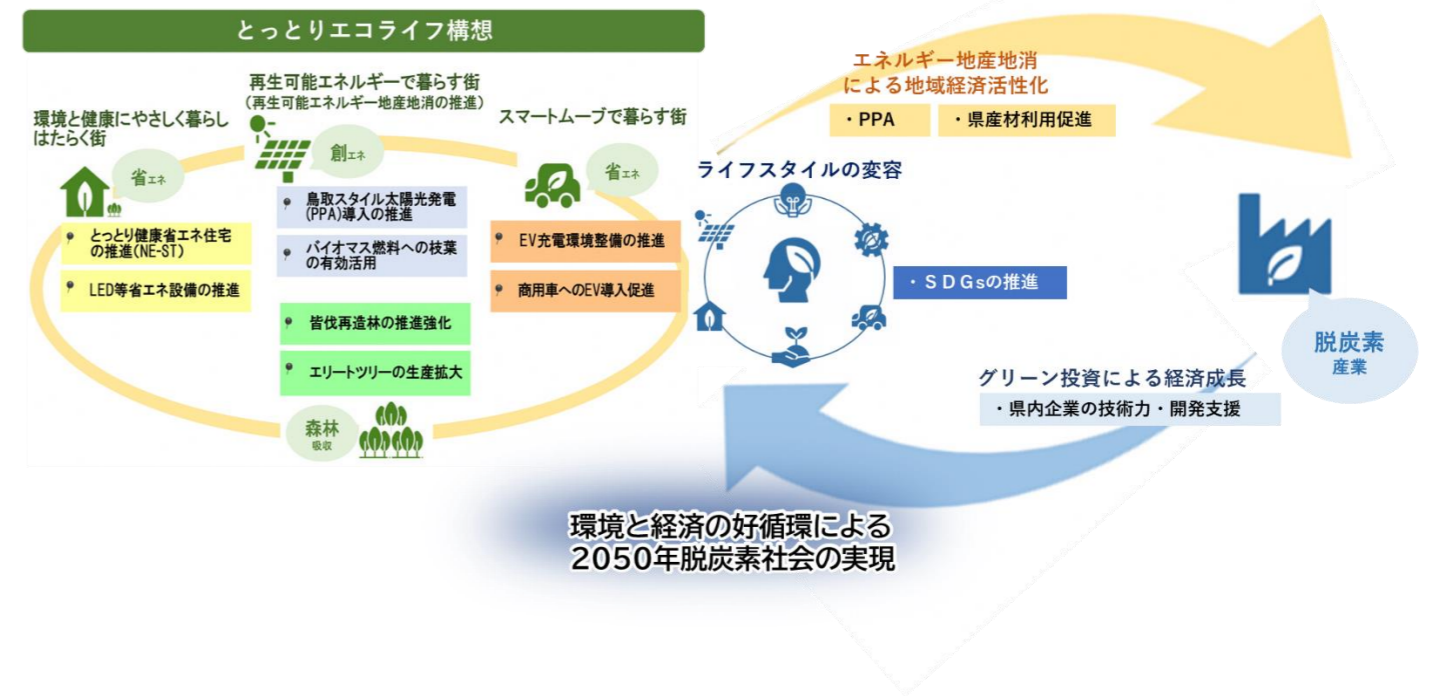 とっとりエコライフ構想
環境と健康にやさしく暮らし
はたらく街
省エネ
とっとり健康省エネ住宅
の推進(NE-ST)
LED等省エネ設備の推進
再生可能エネルギーで暮らす街
(再生可能エネルギー地産地消の推進)
創エネ
鳥取スタイル太陽光発電
(PPA)導入の推進
バイオマス燃料への枝葉
の有効活用
皆伐再造林の推進強化
エリートツリーの生産拡大
森林
吸収
スマートムーブで暮らす街
省エネ
EV充電環境整備の推進
商用車へのEV導入促進
ライフスタイルの変容
・ＳＤＧsの推進
エネルギー地産地消
による地域経済活性化
・PPA
・県産材利用促進
脱炭素
産業
グリーン投資による経済成長
・県内企業の技術力・開発支援
環境と経済の好循環による
2050年脱炭素社会の実現